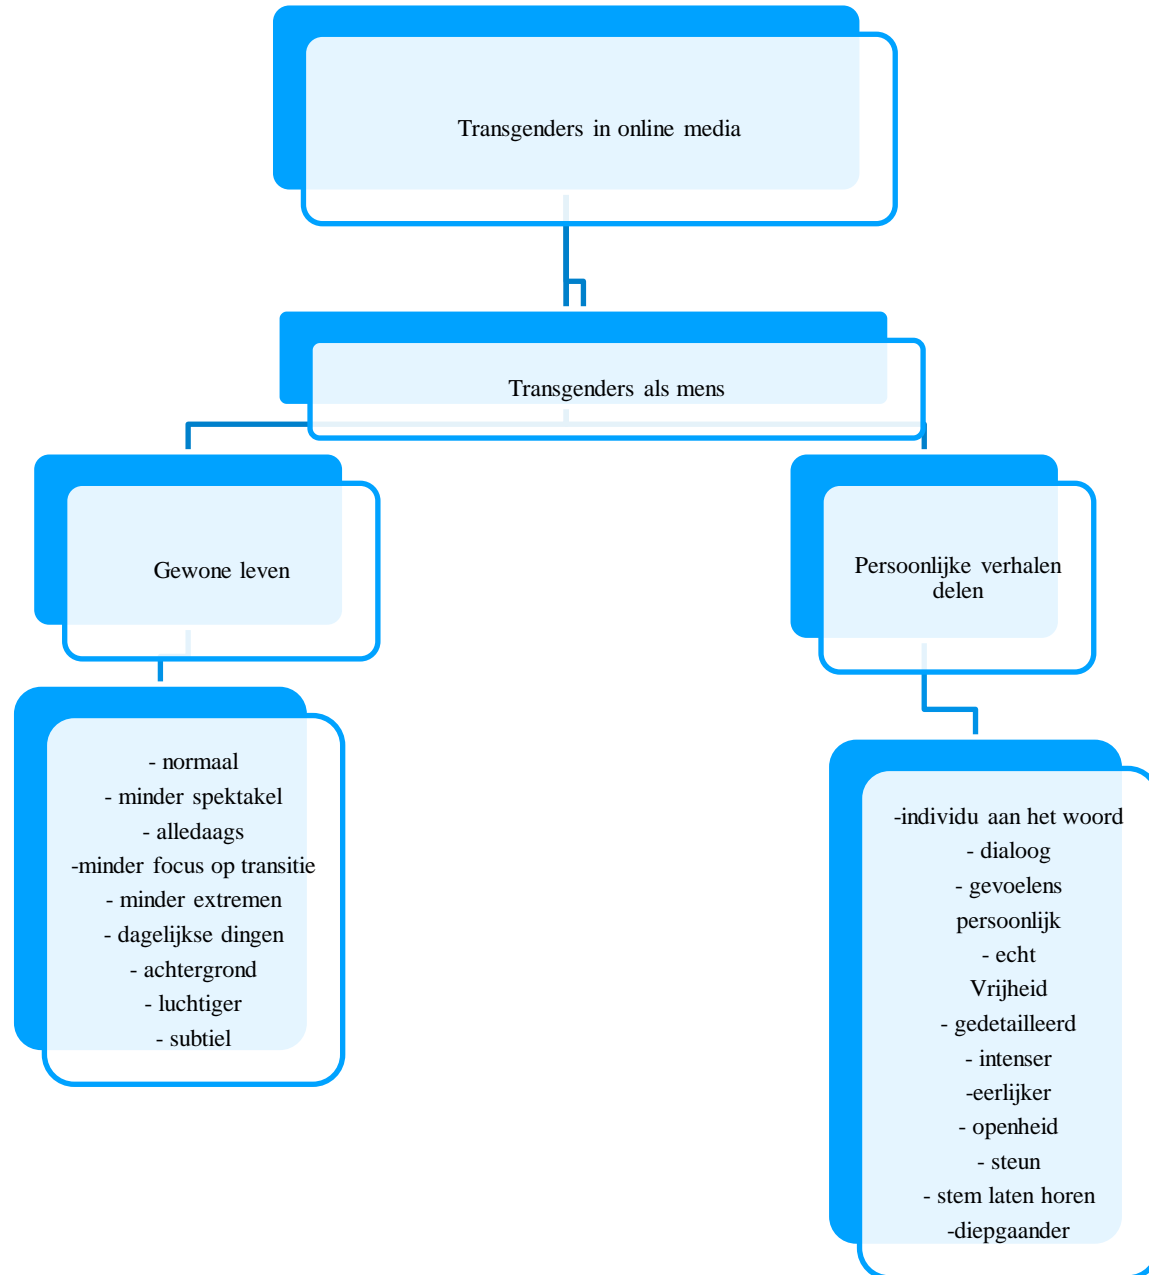 Transgenders in online media
Transgenders als mens
Gewone leven
Persoonlijke verhalen
delen
- normaal
- minder spektakel
- alledaags
-minder focus op transitie
- minder extremen
- dagelijkse dingen
- achtergrond
- luchtiger
- subtiel
-individu aan het woord
- dialoog
- gevoelens
persoonlijk
- echt
Vrijheid
- gedetailleerd
- intenser
-eerlijker
- openheid
- steun
- stem laten horen
-diepgaander